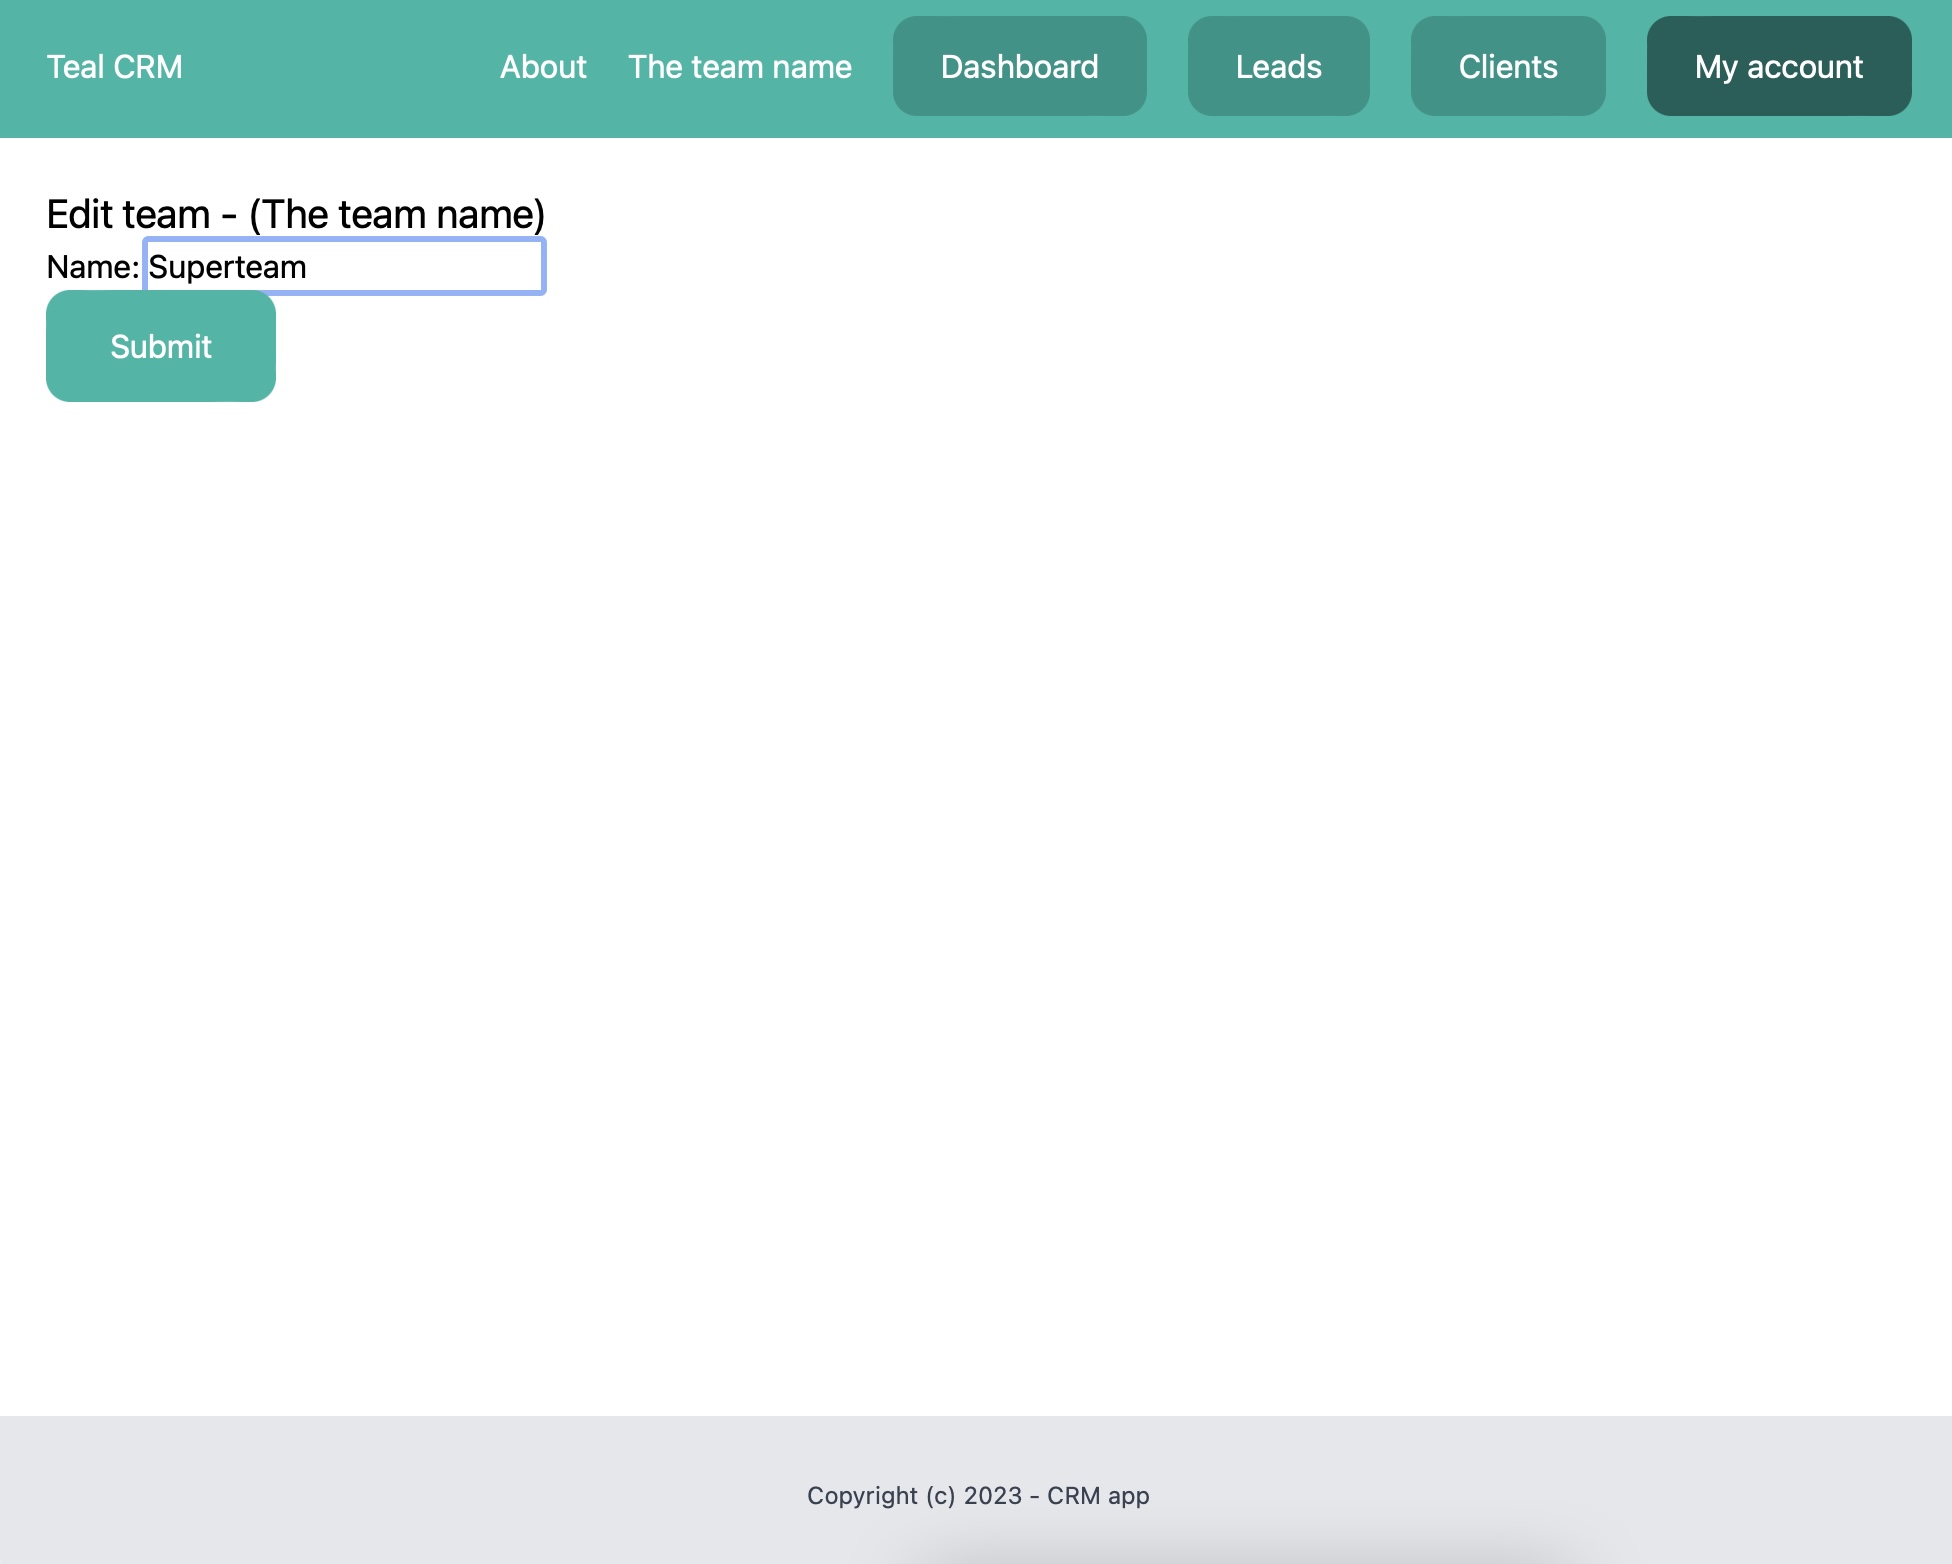 Teal CRM About The team name Dashboard Leads Clients My account
Edit team - (The team name)
Name: Superteam
Submit
Copyright (c) 2023 - CRM app